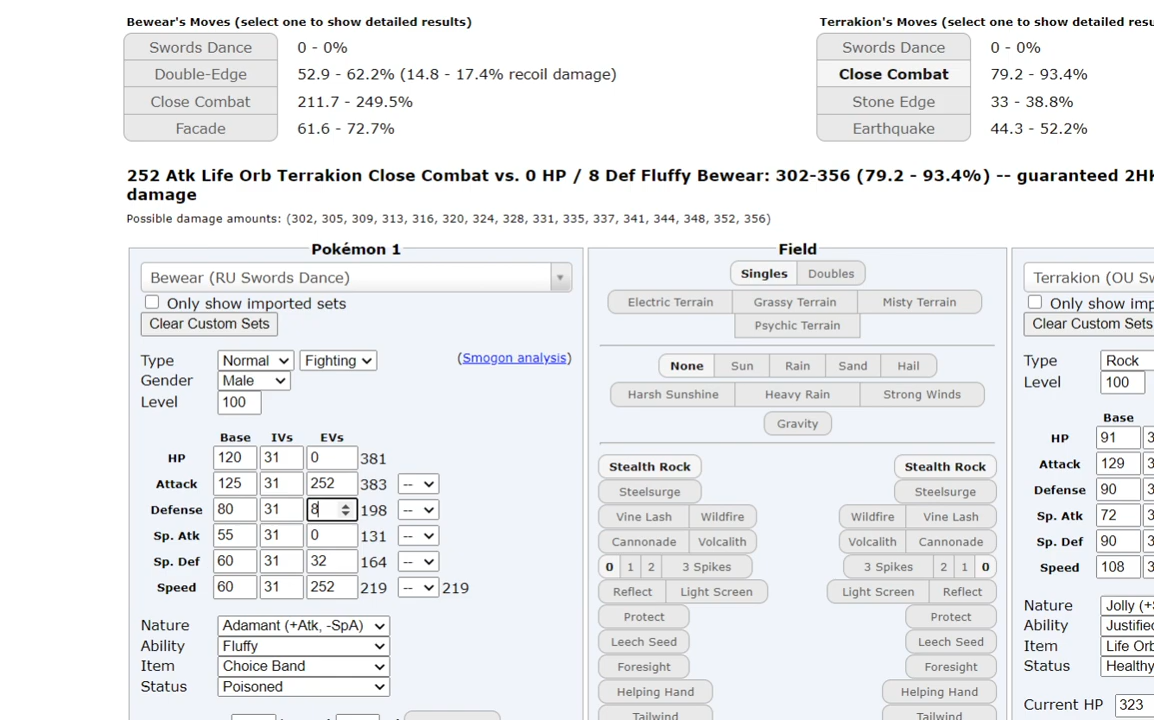 Bewear's Moves (select one to show detailed results)
Swords Dance 0 - 0%
Double-Edge 52.9 - 62.2% (14.8 - 17.4% recoil damage)
Close Combat 211.7 - 249.5%
Facade 61.6 - 72.7%
Terrakion's Moves (select one to show detailed resu
Swords Dance 0 - 0%
Close Combat 79.2 - 93.4%
Stone Edge 33 - 38.8%
Earthquake 44.3 - 52.2%
252 Atk Life Orb Terrakion Close Combat vs. 0 HP / 8 Def Fluffy Bewear: 302-356 (79.2 - 93.4%) -- guaranteed 2H
damage
Possible damage amounts: (302, 305, 309, 313, 316, 320, 324, 328, 331, 335, 337, 341, 344, 348, 352, 356)
Pokémon 1
Bewear (RU Swords Dance)
Only show imported sets
Clear Custom Sets
Type Normal Fighting (Smogon analysis)
Gender Male
Level 100
Base IVs EVs
HP 120 31 0 381
Attack 125 31 252 383 --
Defense 80 31 8 198 --
Sp. Atk 55 31 0 131 --
Sp. Def 60 31 32 164 --
Speed 60 31 252 219 -- 219
Nature Adamant (+Atk, -SpA)
Ability Fluffy
Item Choice Band
Status Poisoned
Field
Singles Doubles
Electric Terrain Grassy Terrain Misty Terrain
Psychic Terrain
None Sun Rain Sand Hail
Harsh Sunshine Heavy Rain Strong Winds
Gravity
Stealth Rock Stealth Rock
Steelsurge Steelsurge
Vine Lash Wildfire Wildfire Vine Lash
Cannonade Volcalith Volcalith Cannonade
0 1 2 3 Spikes 3 Spikes 2 1 0
Reflect Light Screen Light Screen Reflect
Protect Protect
Leech Seed Leech Seed
Foresight Foresight
Helping Hand Helping Hand
Tailwind Tailwind
Terrakion (OU Sw
Only show imp
Clear Custom Sets
Type Rock
Level 100
Base
HP 91 3
Attack 129 3
Defense 90 3
Sp. Atk 72 3
Sp. Def 90 3
Speed 108 3
Nature Jolly (+
Ability Justified
Item Life Orb
Status Healthy
Current HP 323